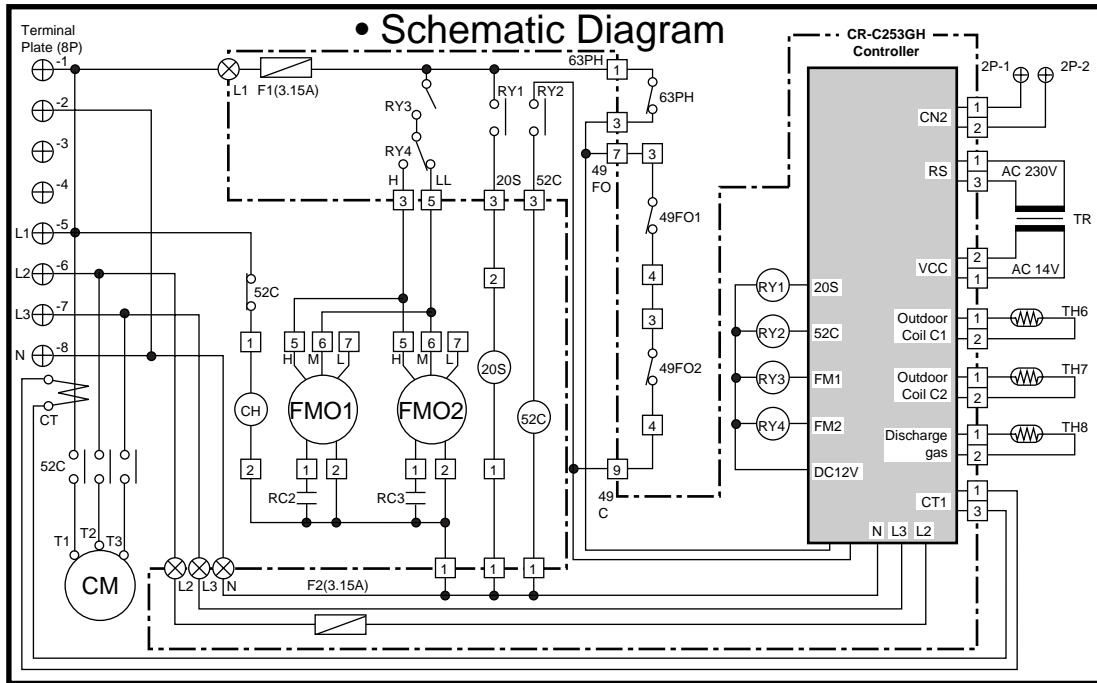 • Schematic Diagram
Terminal
Plate (8P)
-1
-2
-3
-4
L1 -5
L2 -6
L3 -7
N -8
CT
52C
T1 T2 T3
CM
L1 F1(3.15A)
63PH
RY3
RY4
H LL
RY1 RY2
20S 52C
3 5 3 3
1
3
7
63PH
49
FO
3
49FO1
4
3
49FO2
4
9
49
C
52C
1
CH
2
5 6 7
H M L
FMO1
1 2
RC2
5 6 7
H M L
FMO2
1 2
RC3
2
20S
1
52C
1 1 1
L2 L3 N
F2(3.15A)
CR-C253GH
Controller
2P-1 2P-2
CN2
1
2
RS
1
3
AC 230V
TR
VCC
2
1
AC 14V
Outdoor
Coil C1
1
2
TH6
Outdoor
Coil C2
1
2
TH7
Discharge
gas
1
2
TH8
CT1
1
3
RY1 20S
RY2 52C
RY3 FM1
RY4 FM2
DC12V
N L3 L2